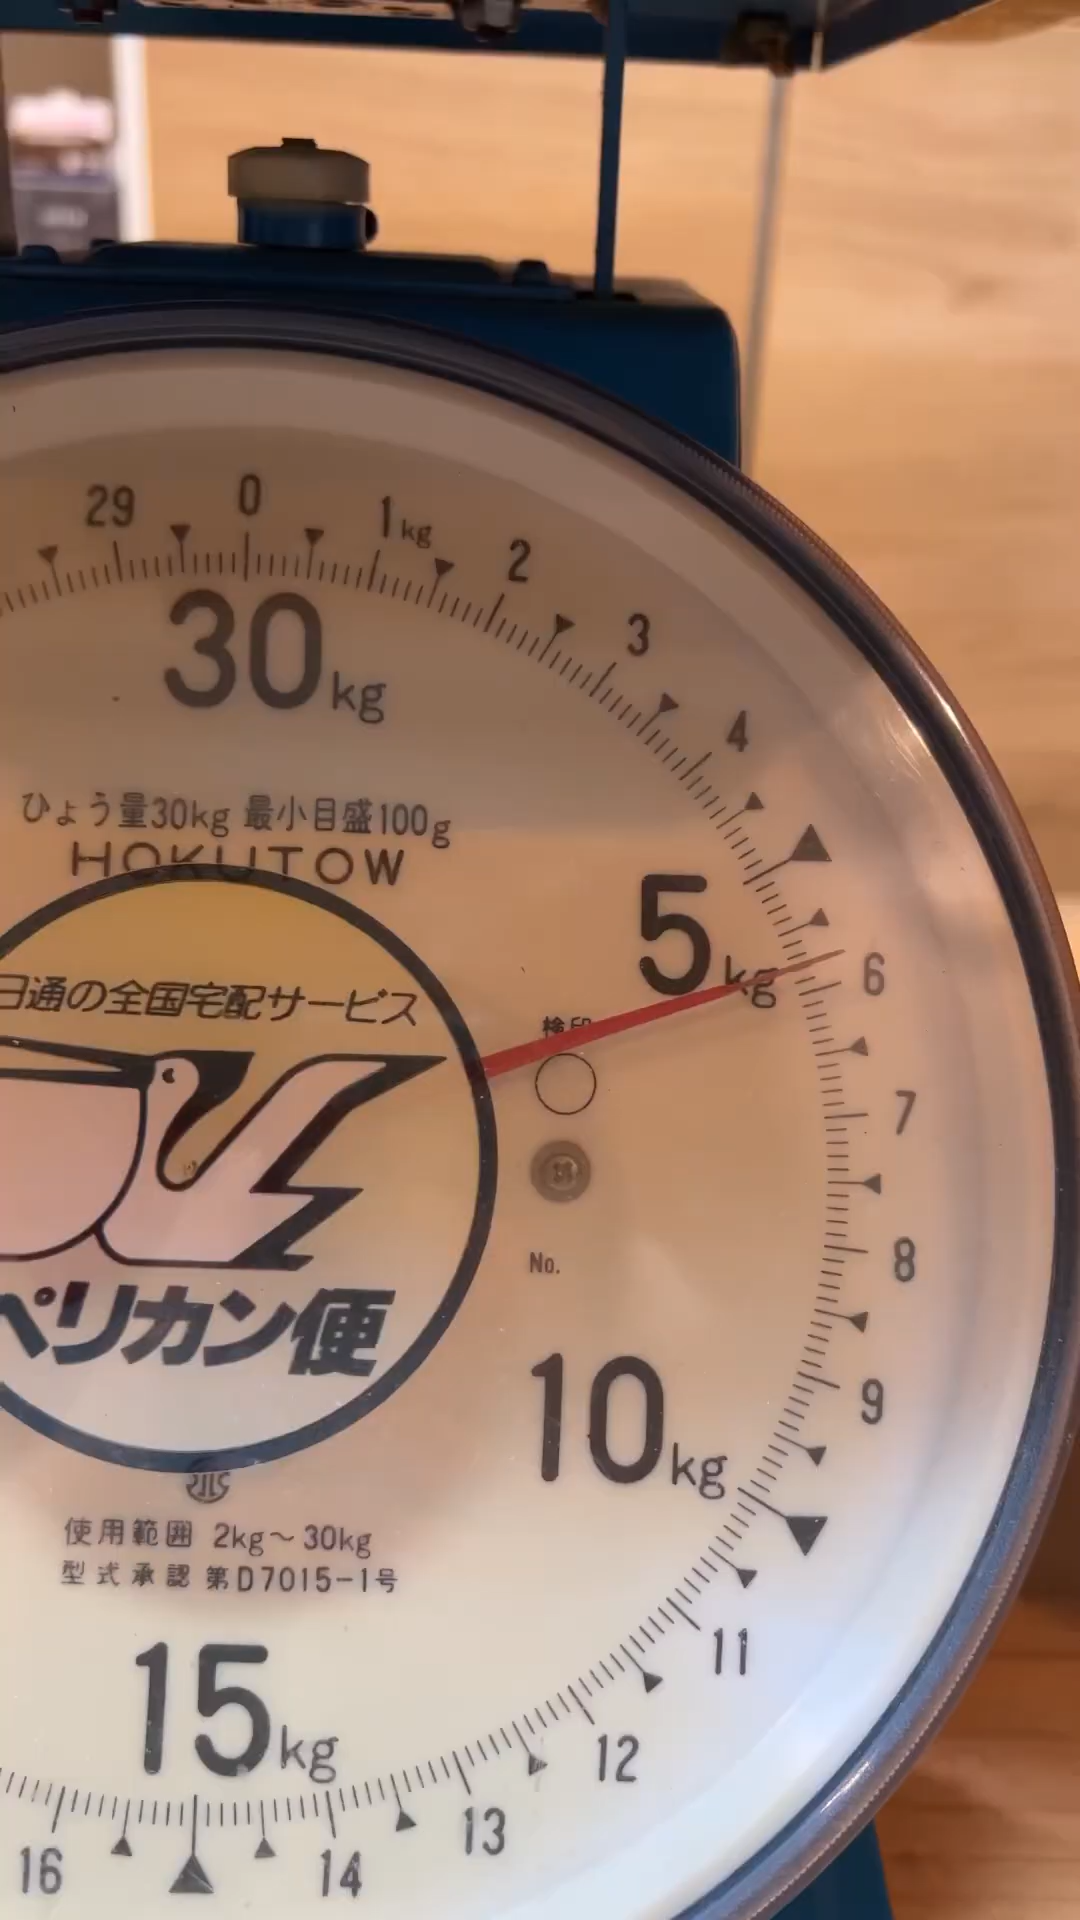 29 0 1kg 2 3 4
30kg
ひょう量30kg 最小目盛100g
HOKUTOW
5kg
6
日通の全国宅配サービス
検印
7
No.
8
ペリカン便
9
10kg
使用範囲 2kg～30kg
型式承認 第D7015-1号
11
15kg
12
13
14
16